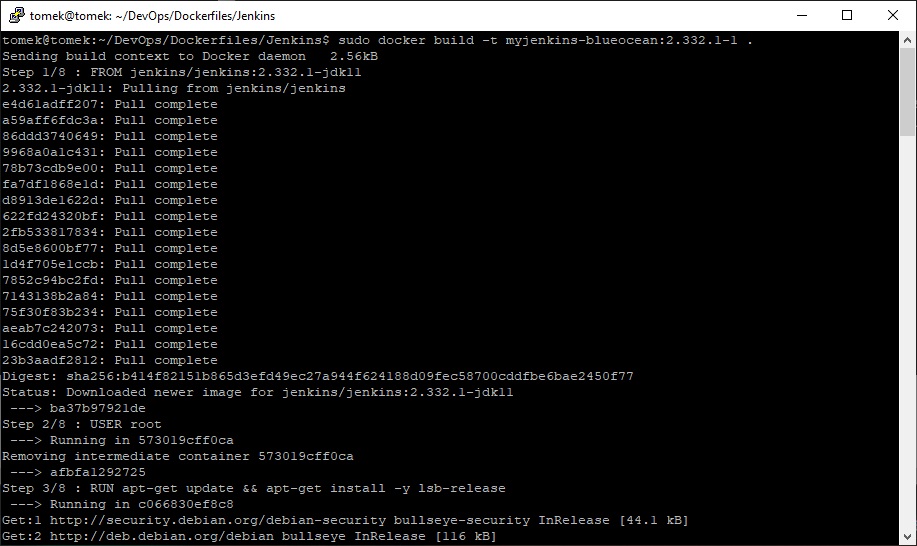 tomek@tomek: ~/DevOps/Dockerfiles/Jenkins
tomek@tomek:~/DevOps/Dockerfiles/Jenkins$ sudo docker build -t myjenkins-blueocean:2.332.1-1 .
Sending build context to Docker daemon   2.56kB
Step 1/8 : FROM jenkins/jenkins:2.332.1-jdk11
2.332.1-jdk11: Pulling from jenkins/jenkins
e4d61adff207: Pull complete
a59aff6fdc3a: Pull complete
86ddd3740649: Pull complete
9968a0a1c431: Pull complete
78b73cdb9e00: Pull complete
fa7df1868e1d: Pull complete
d8913de1622d: Pull complete
622fd24320bf: Pull complete
2fb533817834: Pull complete
8d5e8600bf77: Pull complete
1d4f705e1ccb: Pull complete
7852c94bc2fd: Pull complete
7143138b2a84: Pull complete
75f30f83b234: Pull complete
aeab7c242073: Pull complete
16cdd0ea5c72: Pull complete
23b3aadf2812: Pull complete
Digest: sha256:b414f82151b865d3efd49ec27a944f624188d09fec58700cddfbe6bae2450f77
Status: Downloaded newer image for jenkins/jenkins:2.332.1-jdk11
 ---> ba37b97921de
Step 2/8 : USER root
 ---> Running in 573019cff0ca
Removing intermediate container 573019cff0ca
 ---> afbfa1292725
Step 3/8 : RUN apt-get update && apt-get install -y lsb-release
 ---> Running in c066830ef8c8
Get:1 http://security.debian.org/debian-security bullseye-security InRelease [44.1 kB]
Get:2 http://deb.debian.org/debian bullseye InRelease [116 kB]